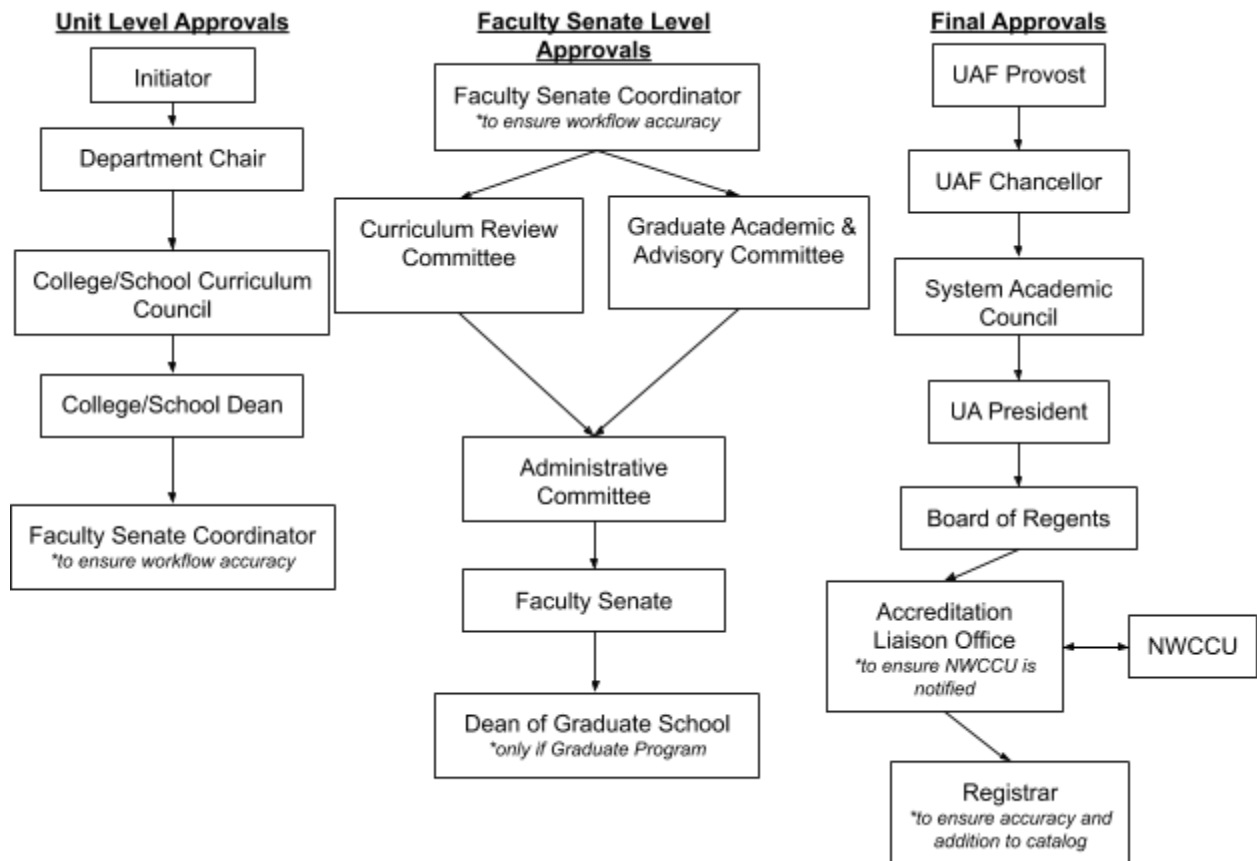 Unit Level Approvals
Initiator
Department Chair
College/School Curriculum
Council
College/School Dean
Faculty Senate Coordinator
*to ensure workflow accuracy
Faculty Senate Level
Approvals
Faculty Senate Coordinator
*to ensure workflow accuracy
Curriculum Review
Committee
Graduate Academic &
Advisory Committee
Administrative
Committee
Faculty Senate
Dean of Graduate School
*only if Graduate Program
Final Approvals
UAF Provost
UAF Chancellor
System Academic
Council
UA President
Board of Regents
Accreditation
Liaison Office
*to ensure NWCCU is
notified
NWCCU
Registrar
*to ensure accuracy and
addition to catalog